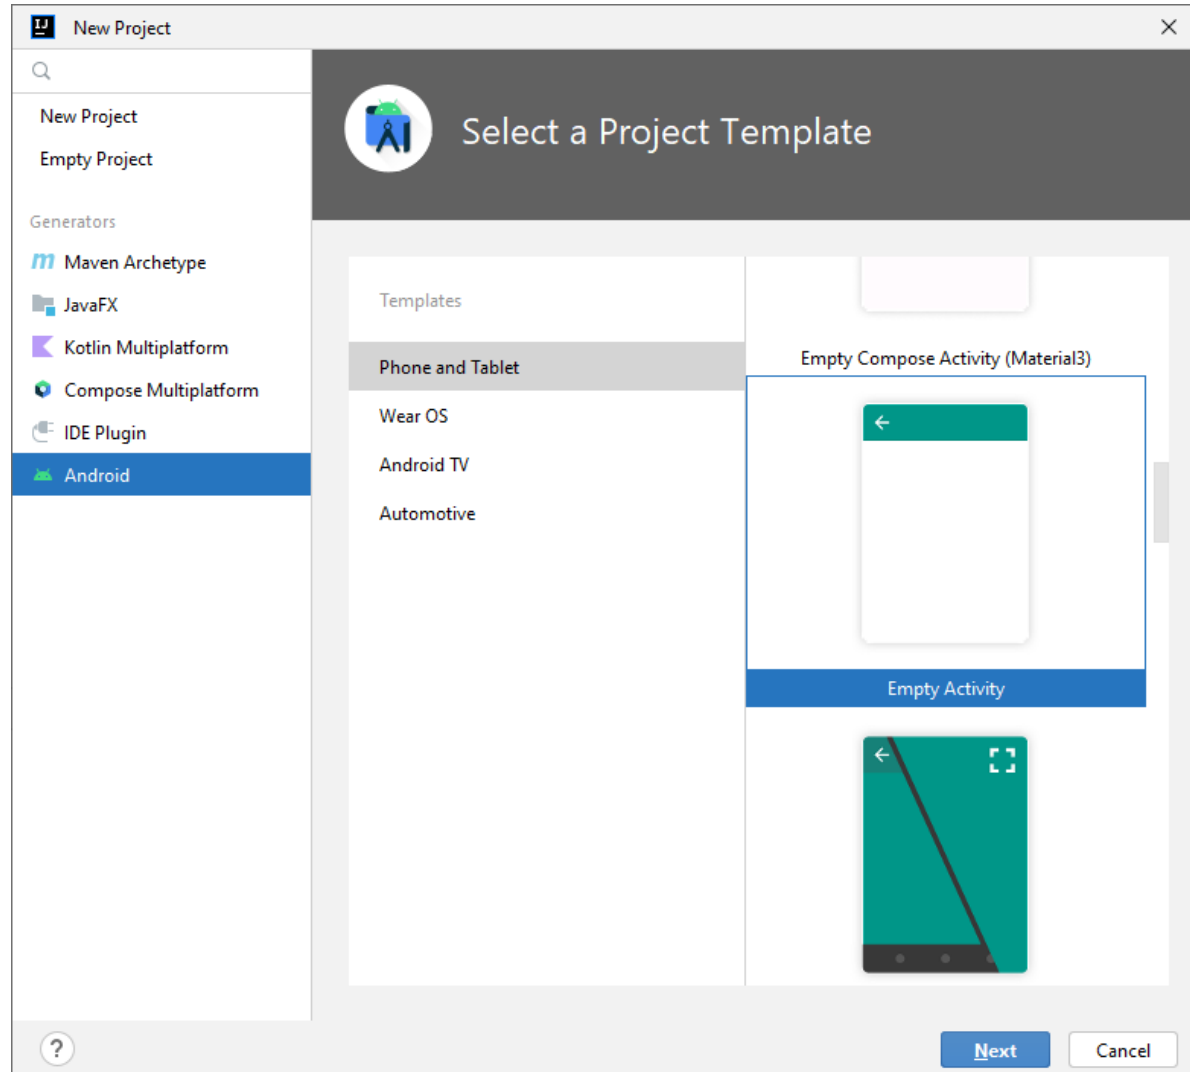 New Project
New Project
Empty Project
Generators
Maven Archetype
JavaFX
Kotlin Multiplatform
Compose Multiplatform
IDE Plugin
Android
Select a Project Template
Templates
Phone and Tablet
Wear OS
Android TV
Automotive
Empty Compose Activity (Material3)
Empty Activity
?
Next
Cancel